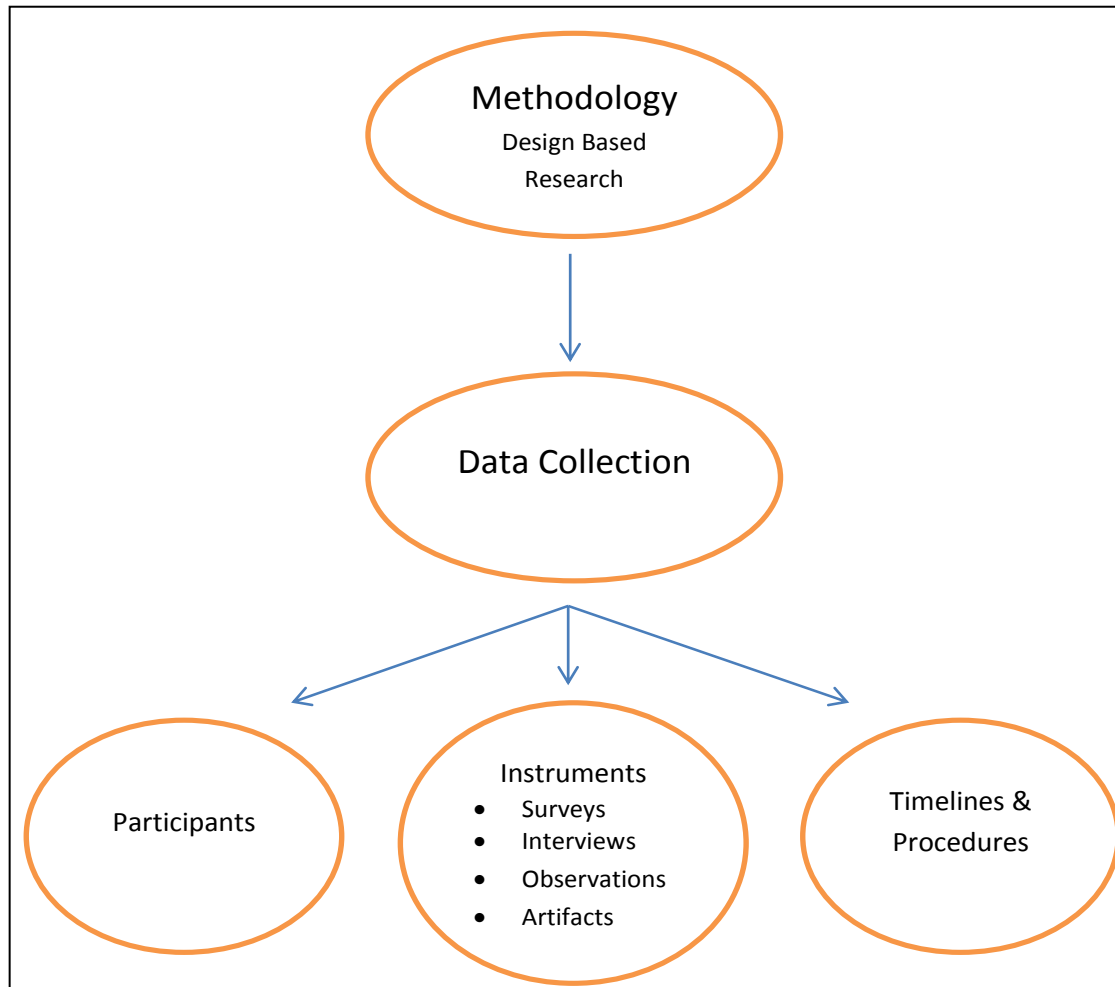 Methodology
Design Based
Research
Data Collection
Participants
Instruments
• Surveys
• Interviews
• Observations
• Artifacts
Timelines &
Procedures